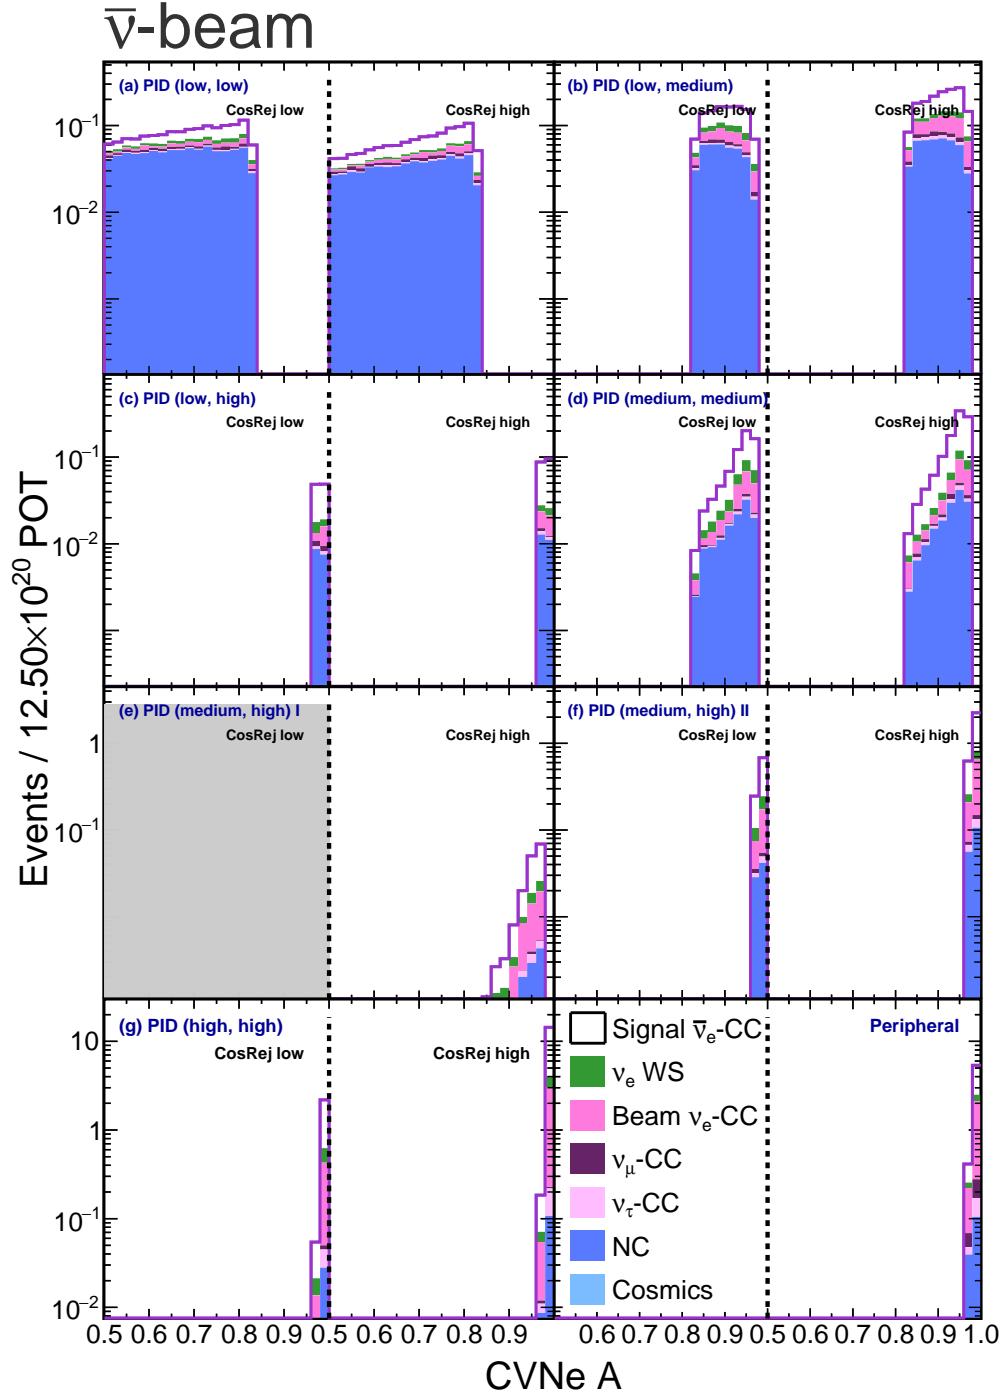 ν̅-beam
(a) PID (low, low)
CosRej low
CosRej high
(b) PID (low, medium)
CosRej low
CosRej high
10⁻¹
10⁻²
(c) PID (low, high)
CosRej low
CosRej high
(d) PID (medium, medium)
CosRej low
CosRej high
10⁻¹
10⁻²
(e) PID (medium, high) I
CosRej low
CosRej high
(f) PID (medium, high) II
CosRej low
CosRej high
1
10⁻¹
(g) PID (high, high)
CosRej low
CosRej high
Signal ν̅ₑ-CC
νₑ WS
Beam νₑ-CC
ν_μ-CC
ν_τ-CC
NC
Cosmics
Peripheral
10
1
10⁻¹
10⁻²
0.5 0.6 0.7 0.8 0.9 0.5 0.6 0.7 0.8 0.9 0.6 0.7 0.8 0.9 0.5 0.6 0.7 0.8 0.9 1.0
CVNe A
Events / 12.50×10²⁰ POT